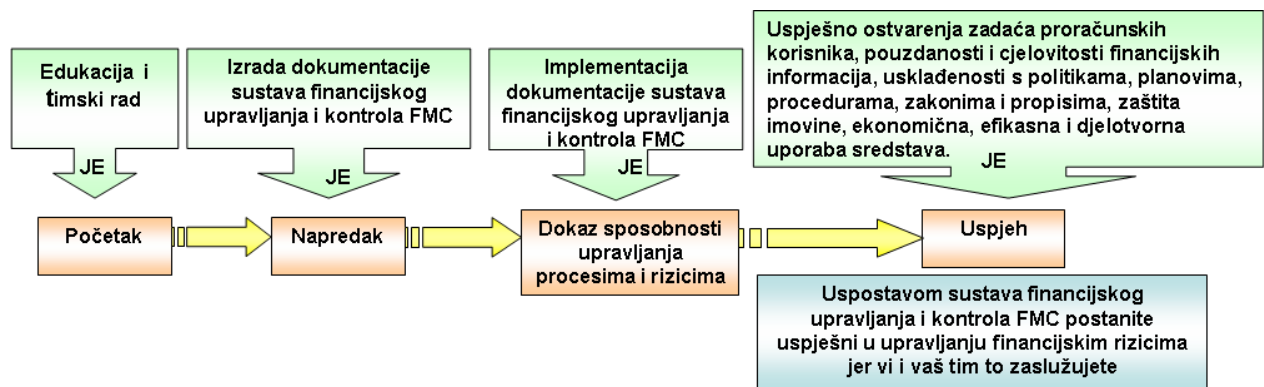 Edukacija i
timski rad
JE
Izrada dokumentacije
sustava financijskog
upravljanja i kontrola FMC
JE
Implementacija
dokumentacije sustava
financijskog upravljanja
i kontrola FMC
JE
Uspješno ostvarenja zadaća proračunskih
korisnika, pouzdanosti i cjelovitosti financijskih
informacija, usklađenosti s politikama, planovima,
procedurama, zakonima i propisima, zaštita
imovine, ekonomična, efikasna i djelotvorna
uporaba sredstava.
JE
Početak
Napredak
Dokaz sposobnosti
upravljanja
procesima i rizicima
Uspjeh
Uspostavom sustava financijskog
upravljanja i kontrola FMC postanite
uspješni u upravljanju financijskim rizicima
jer vi i vaš tim to zaslužujete